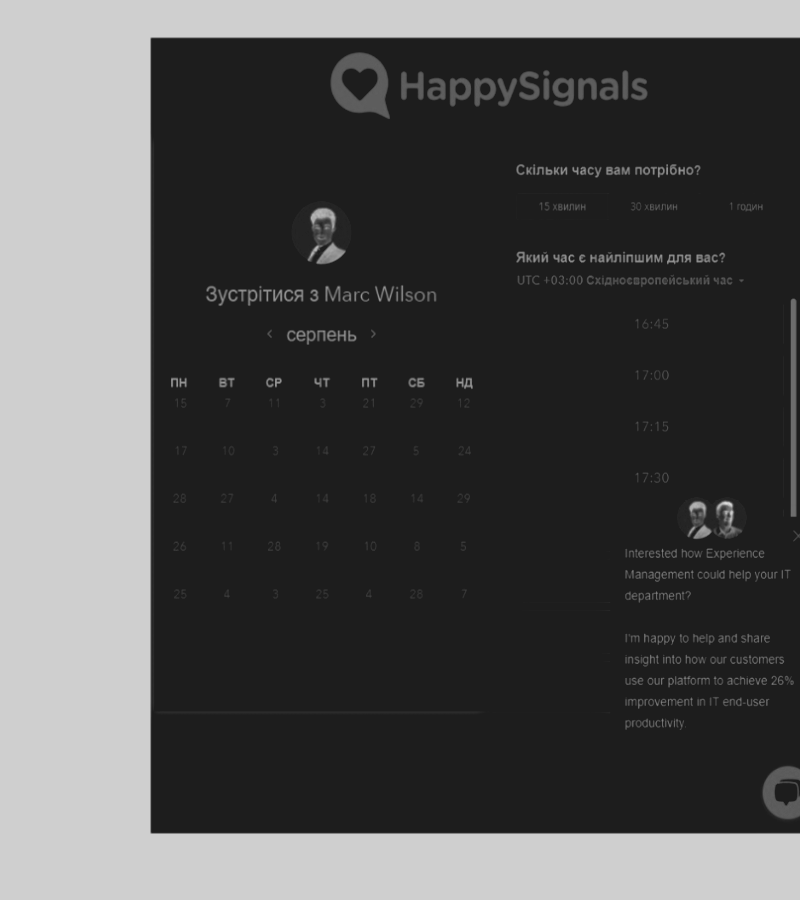 HappySignals
Зустрітися з Marc Wilson
серпень
ПН ВТ СР ЧТ ПТ СБ НД
15 7 11 3 21 29 12
17 10 3 14 27 5 24
28 27 4 14 18 14 29
26 11 28 19 10 8 5
25 4 3 25 4 28 7
Скільки часу вам потрібно?
15 хвилин 30 хвилин 1 годин
Який час є найліпшим для вас?
UTC +03:00 Східноєвропейський час
16:45
17:00
17:15
17:30
Interested how Experience
Management could help your IT
department?
I'm happy to help and share
insight into how our customers
use our platform to achieve 26%
improvement in IT end-user
productivity.